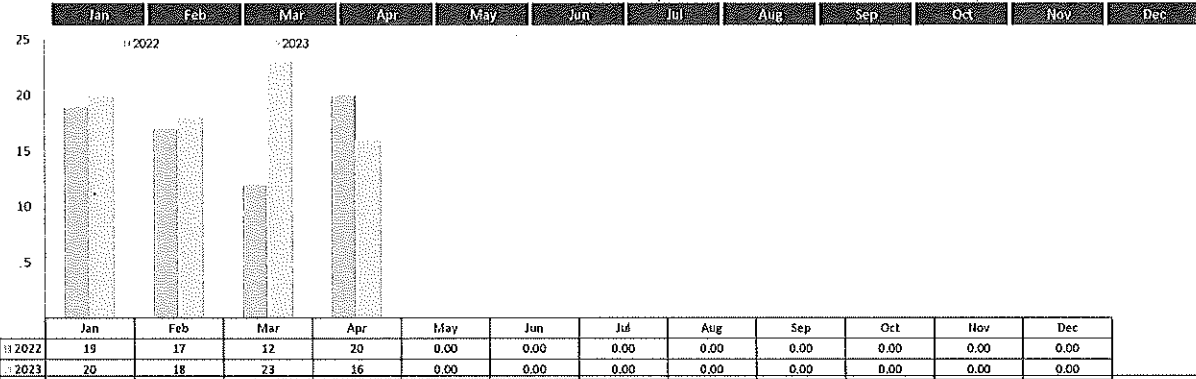 Jan Feb Mar Apr May Jun Jul Aug Sep Oct Nov Dec
25
2022 2023
20
15
10
5
Jan Feb Mar Apr May Jun Jul Aug Sep Oct Nov Dec
2022 19 17 12 20 0.00 0.00 0.00 0.00 0.00 0.00 0.00 0.00
2023 20 18 23 16 0.00 0.00 0.00 0.00 0.00 0.00 0.00 0.00